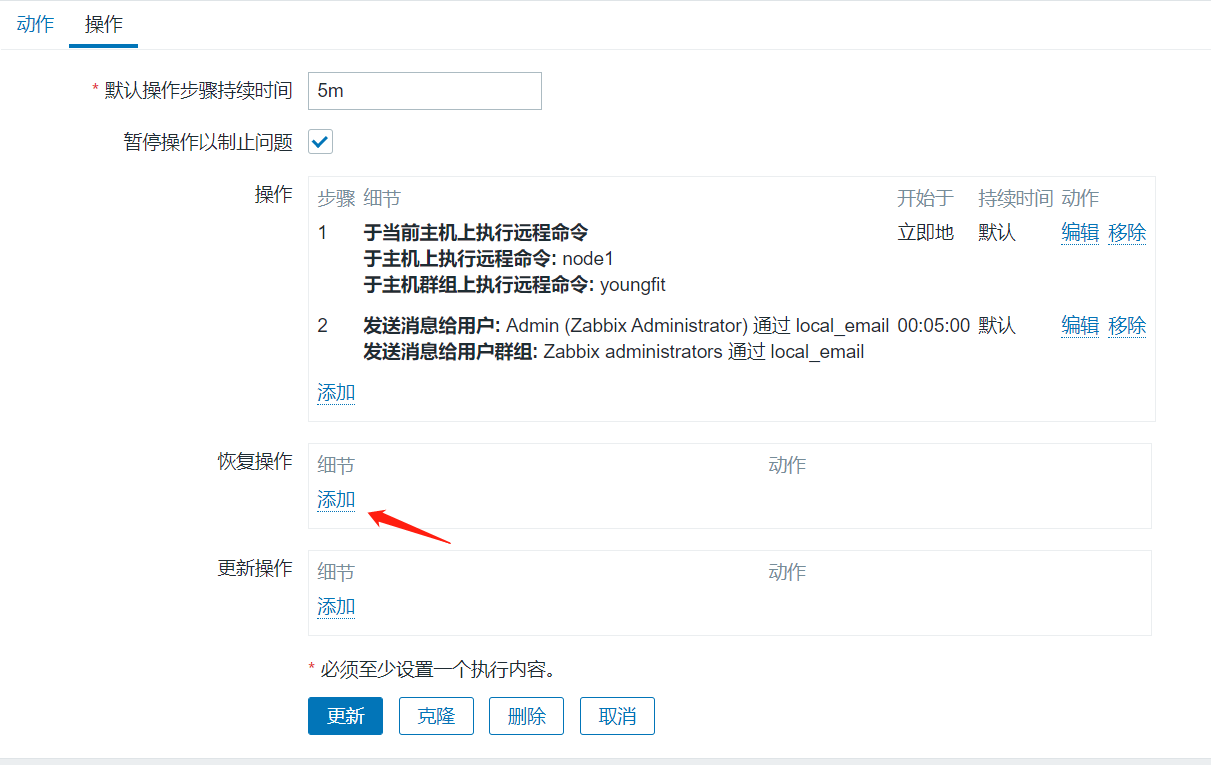 动作 操作
* 默认操作步骤持续时间 5m
暂停操作以制止问题
操作 步骤 细节 开始于 持续时间 动作
1 于当前主机上执行远程命令 立即地 默认 编辑 移除
于主机上执行远程命令: node1
于主机群组上执行远程命令: youngfit
2 发送消息给用户: Admin (Zabbix Administrator) 通过 local_email 00:05:00 默认 编辑 移除
发送消息给用户群组: Zabbix administrators 通过 local_email
添加
恢复操作 细节 动作
添加
更新操作 细节 动作
添加
* 必须至少设置一个执行内容。
更新 克隆 删除 取消